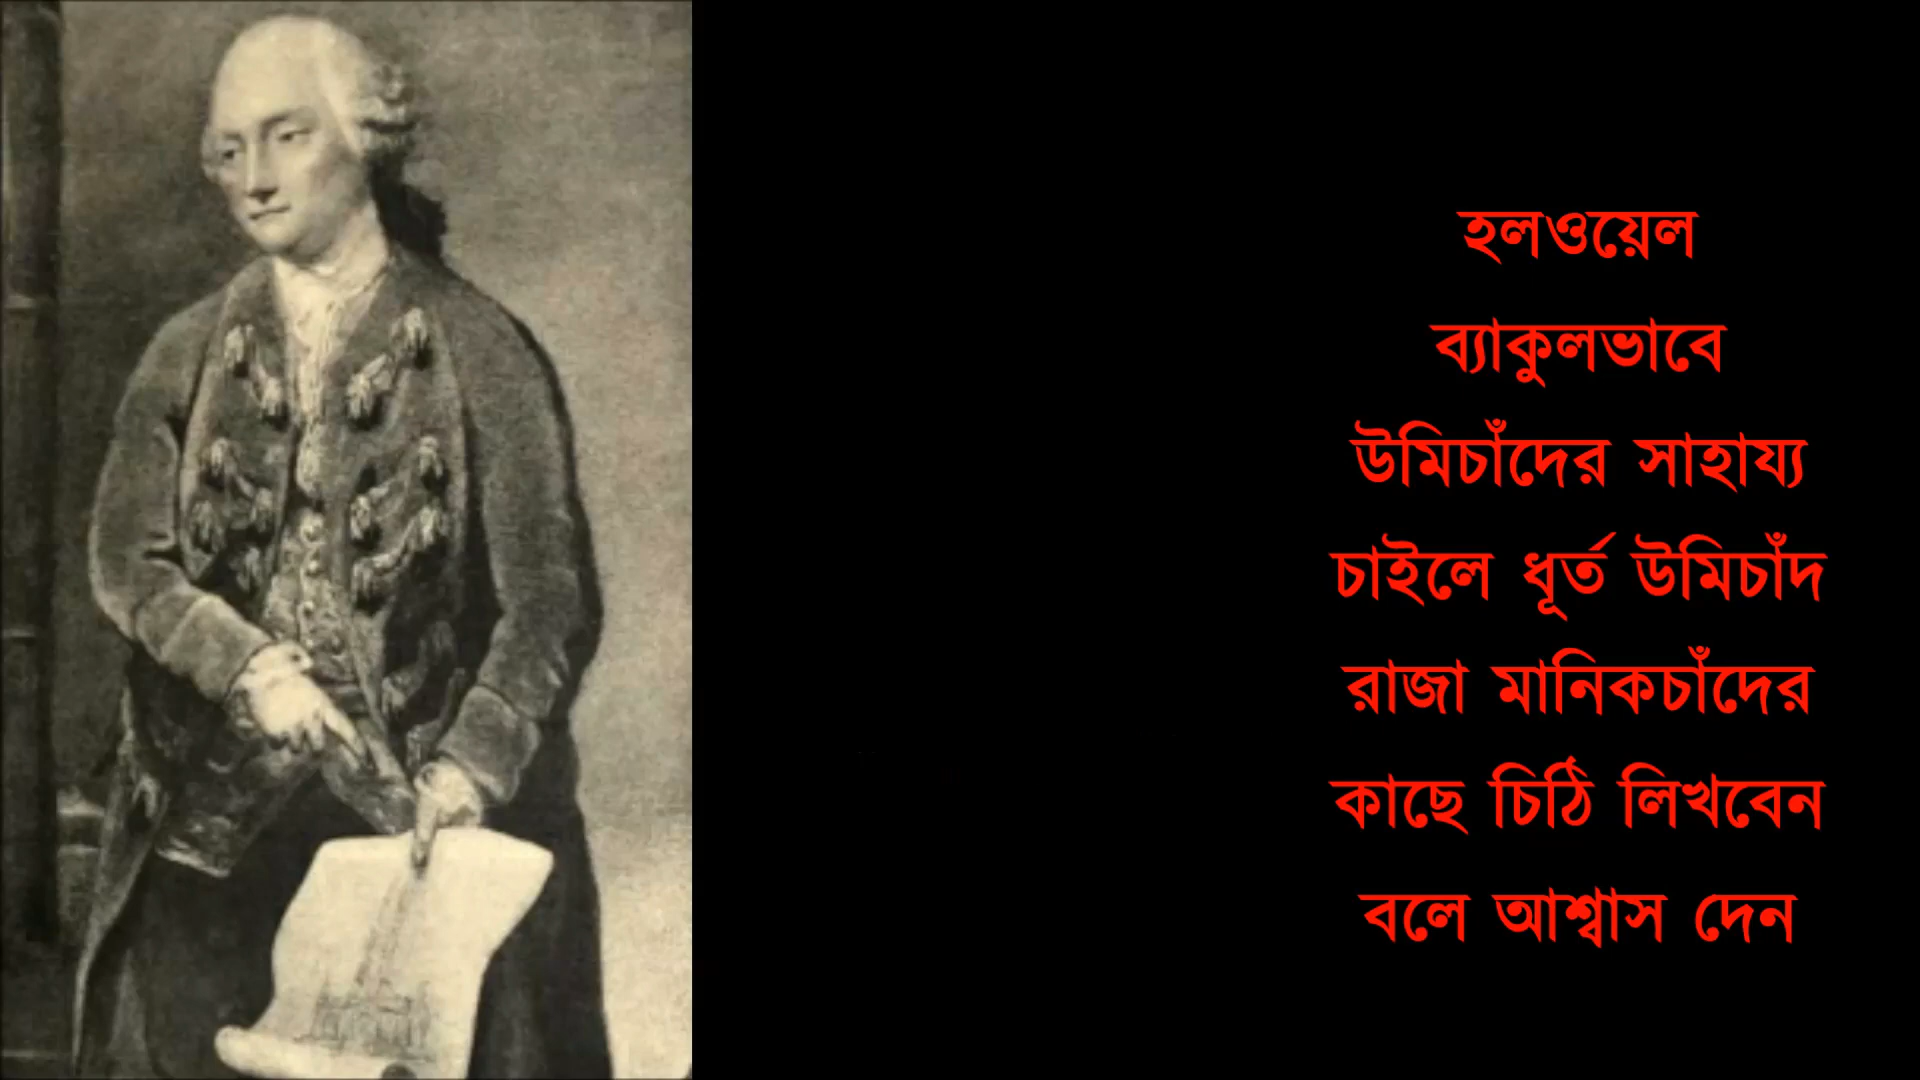 হলওয়েল
ব্যাকুলভাবে
উমিচাঁদের সাহায্য
চাইলে ধূর্ত উমিচাঁদ
রাজা মানিকচাঁদের
কাছে চিঠি লিখবেন
বলে আশ্বাস দেন